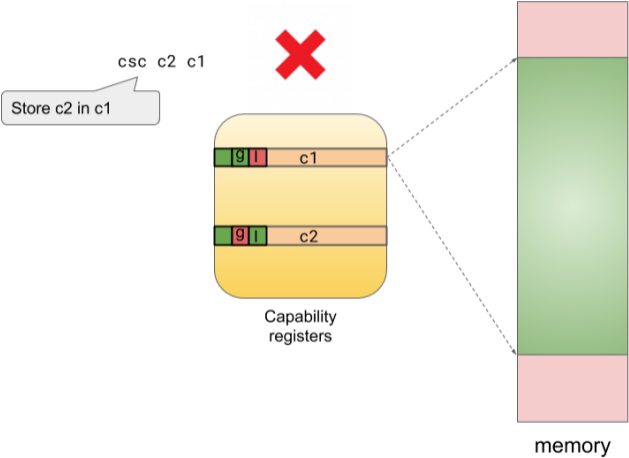 csc c2 c1
Store c2 in c1
g l c1
g l c2
Capability
registers
memory